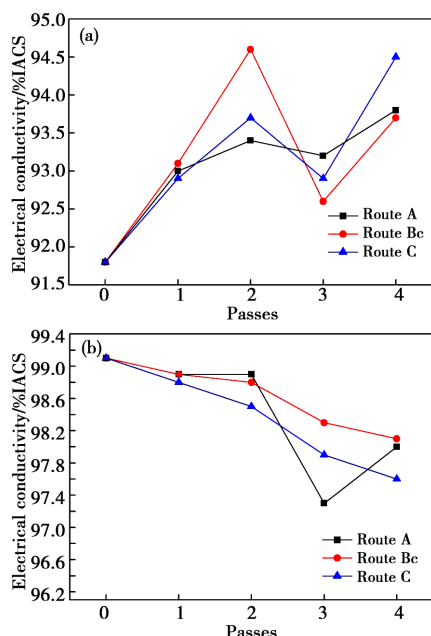 (a)
Electrical conductivity/%IACS
95.0
94.5
94.0
93.5
93.0
92.5
92.0
91.5
Route A
Route Bc
Route C
0 1 2 3 4
Passes
(b)
Electrical conductivity/%IACS
99.4
99.0
98.6
98.2
97.8
97.4
97.0
96.6
96.2
Route A
Route Bc
Route C
0 1 2 3 4
Passes